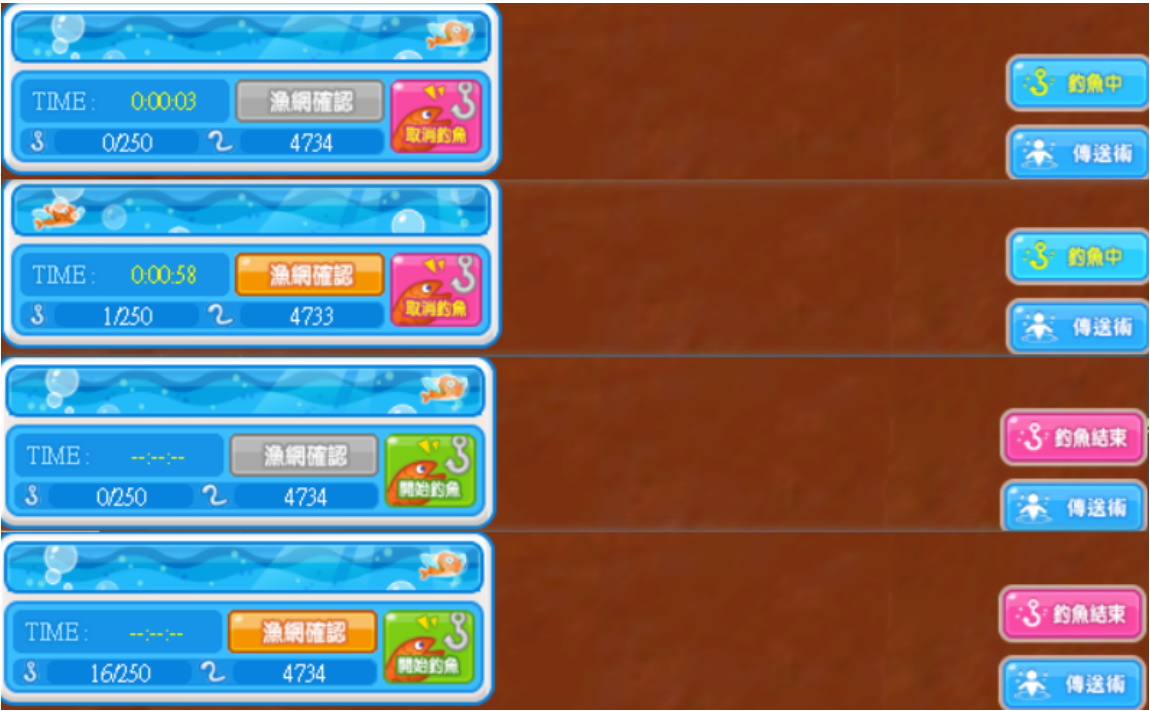 釣魚中
TIME : 0:00:03 漁網確認
取消釣魚
0/250 4734
傳送術
釣魚中
TIME : 0:00:58 漁網確認
取消釣魚
1/250 4733
傳送術
釣魚結束
TIME : --:--:-- 漁網確認
開始釣魚
0/250 4734
傳送術
釣魚結束
TIME : --:--:-- 漁網確認
開始釣魚
16/250 4734
傳送術